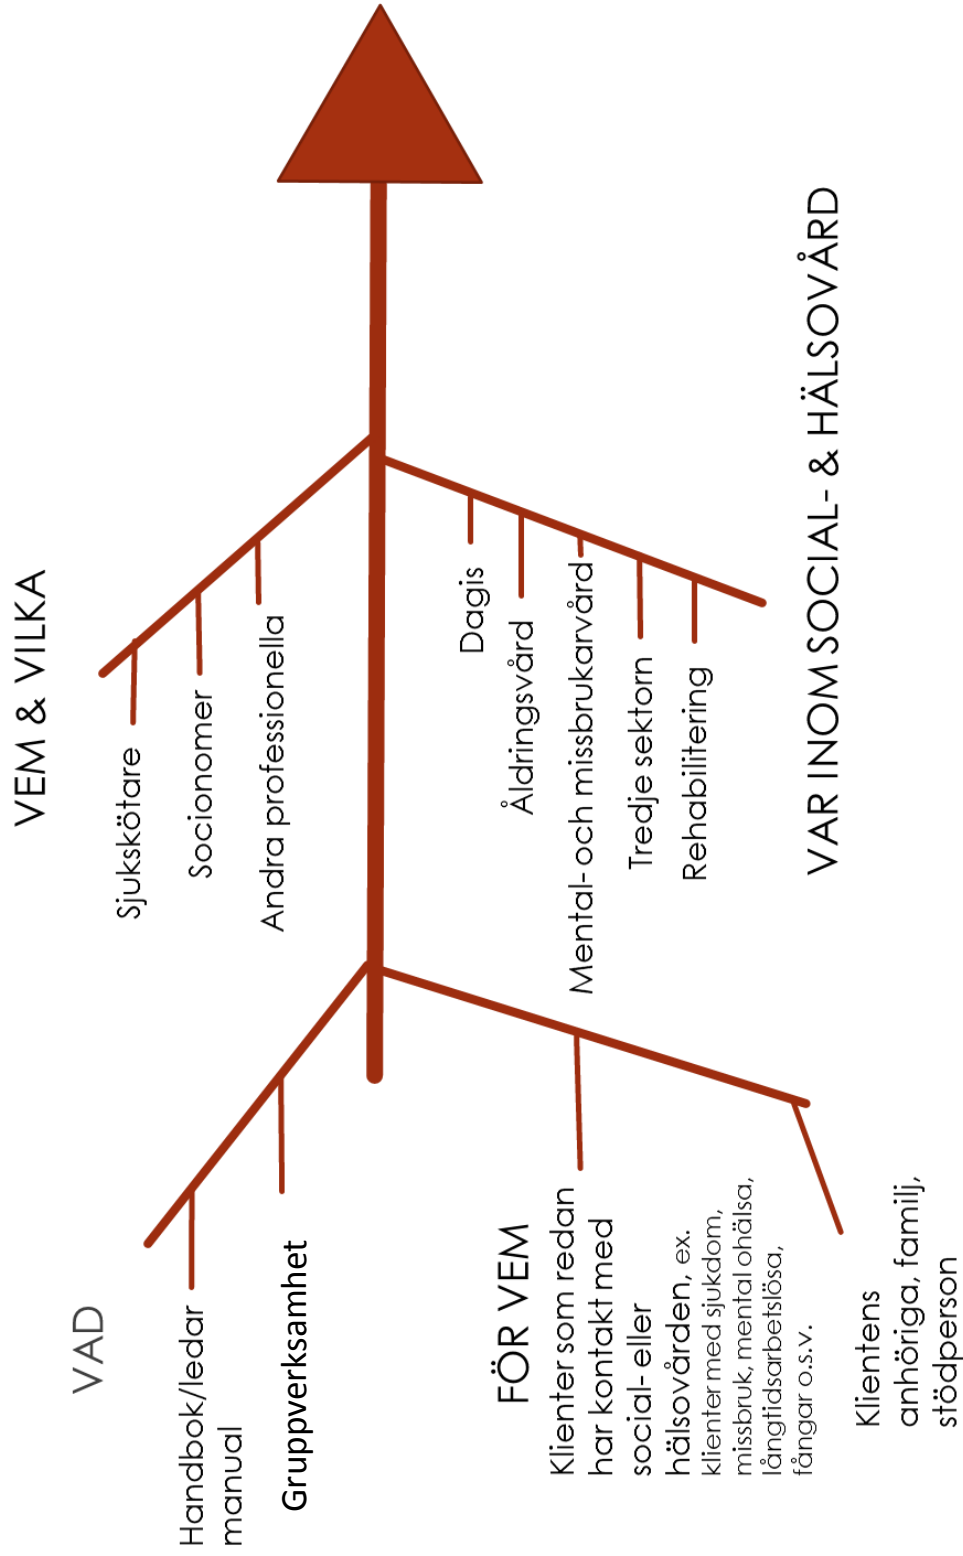 VAD
Handbok/ledar
manual
Gruppverksamhet
VEM & VILKA
Sjukskötare
Socionomer
Andra professionella
FÖR VEM
Klienter som redan
har kontakt med
social- eller
hälsovården, ex.
klienter med sjukdom,
missbruk, mental ohälsa,
långtidsarbetslösa,
fångar o.s.v.
Klientens
anhöriga, familj,
stödperson
Dagis
Åldringsvård
Mental- och missbrukarvård
Tredje sektorn
Rehabilitering
VAR INOM SOCIAL- & HÄLSOVÅRD